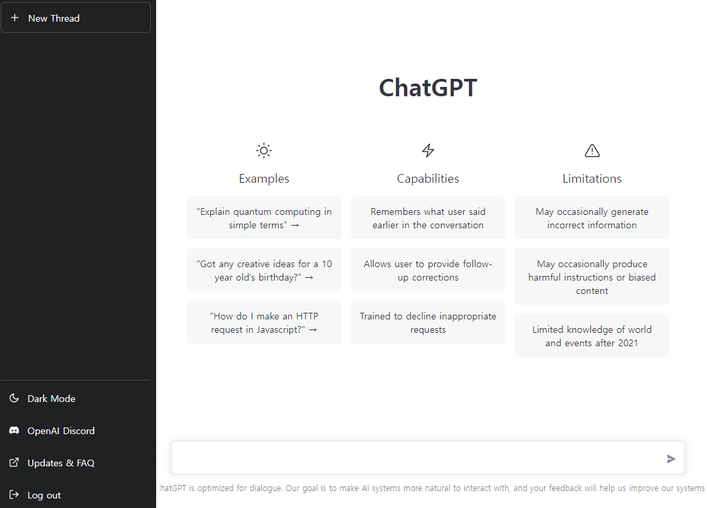 New Thread
ChatGPT
Examples
"Explain quantum computing in
simple terms" →
"Got any creative ideas for a 10
year old's birthday?" →
"How do I make an HTTP
request in Javascript?" →
Capabilities
Remembers what user said
earlier in the conversation
Allows user to provide follow-
up corrections
Trained to decline inappropriate
requests
Limitations
May occasionally generate
incorrect information
May occasionally produce
harmful instructions or biased
content
Limited knowledge of world
and events after 2021
Dark Mode
OpenAI Discord
Updates & FAQ
Log out
hatGPT is optimized for dialogue. Our goal is to make AI systems more natural to interact with, and your feedback will help us improve our systems